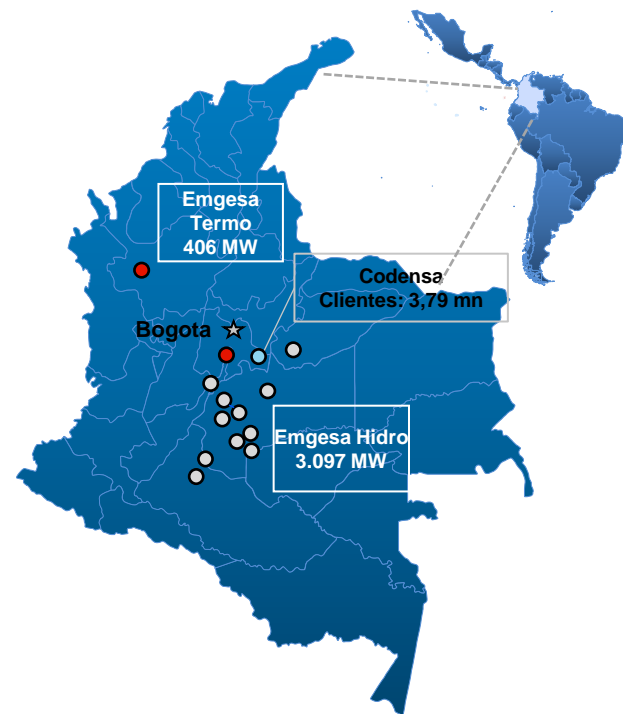 Emgesa
Termo
406 MW
Codensa
Clientes: 3,79 mn
Bogota
Emgesa Hidro
3.097 MW